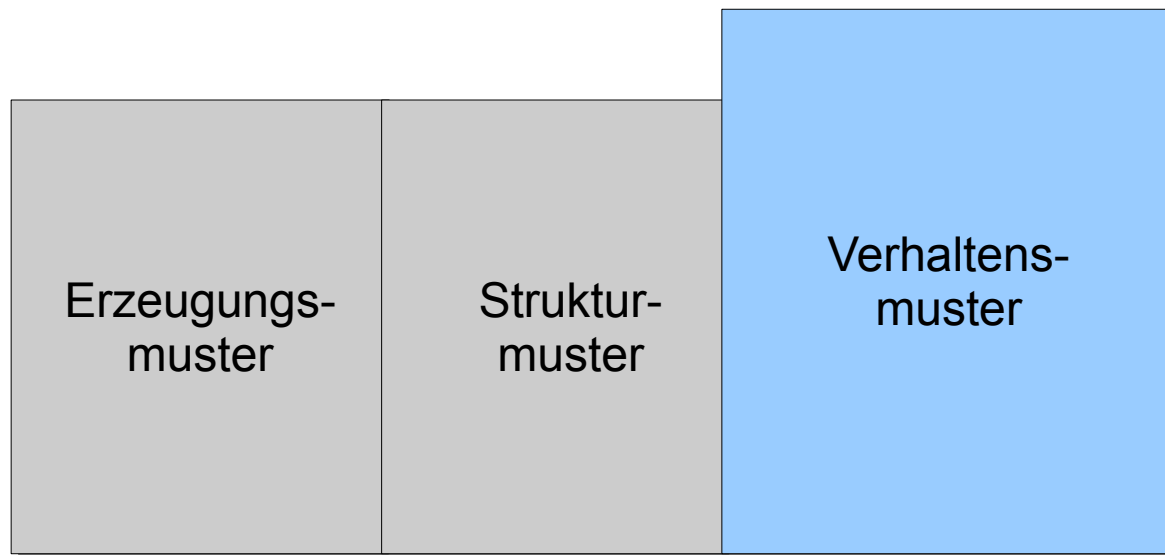 Erzeugungs-
muster
Struktur-
muster
Verhaltens-
muster